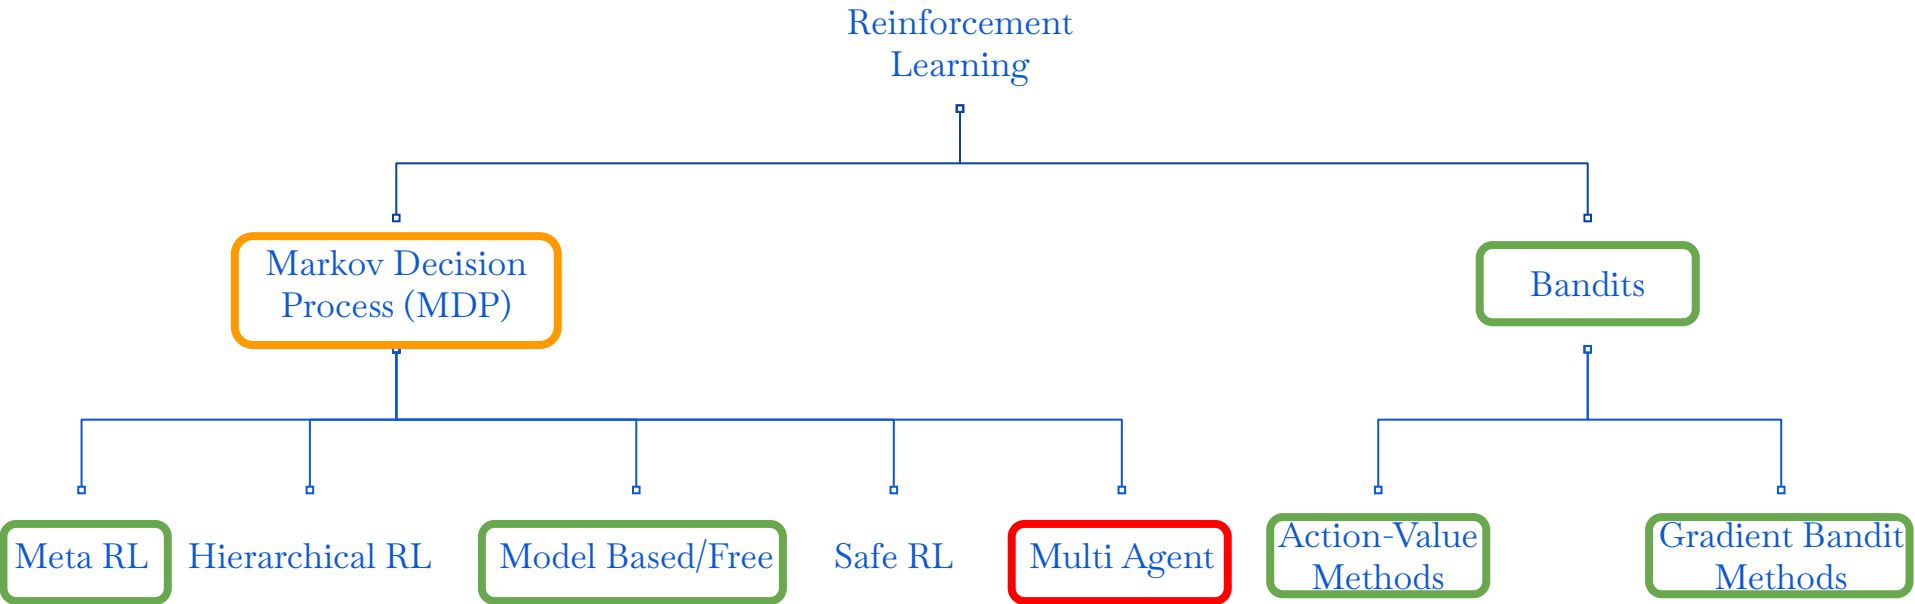 Reinforcement
Learning
Markov Decision
Process (MDP)
Bandits
Meta RL
Hierarchical RL
Model Based/Free
Safe RL
Multi Agent
Action-Value
Methods
Gradient Bandit
Methods